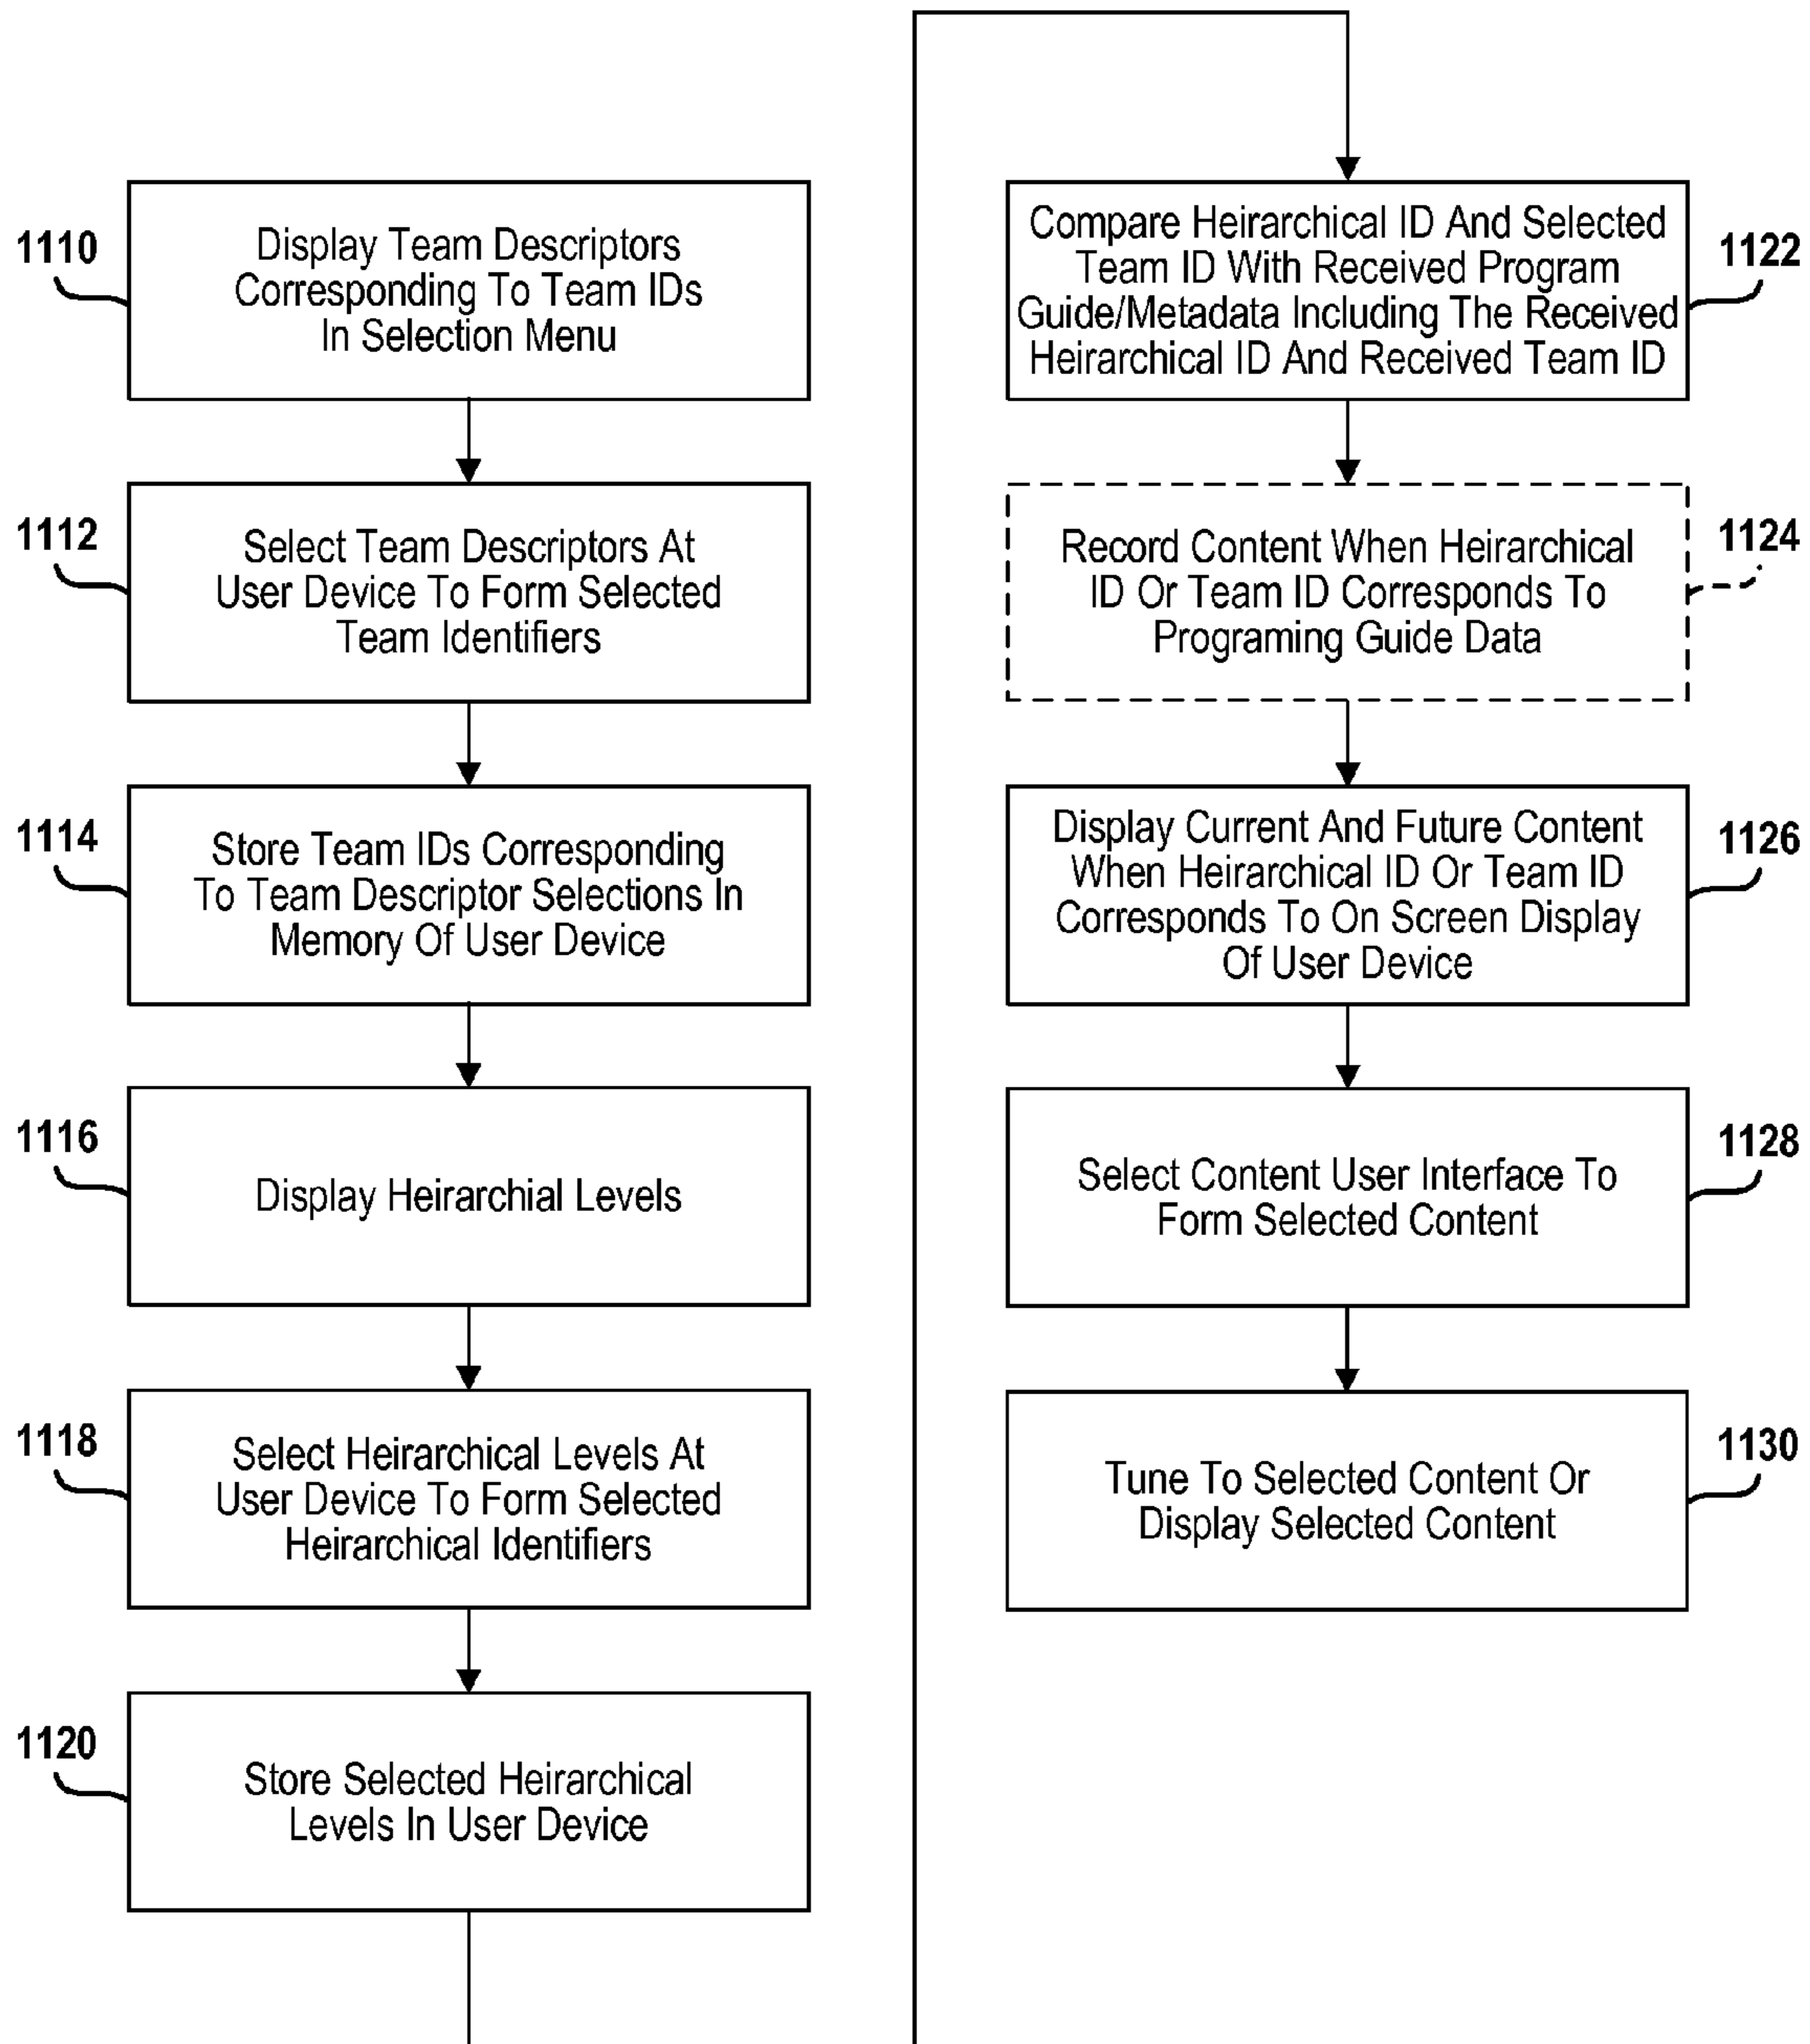 1110
Display Team Descriptors
Corresponding To Team IDs
In Selection Menu
1112
Select Team Descriptors At
User Device To Form Selected
Team Identifiers
1114
Store Team IDs Corresponding
To Team Descriptor Selections In
Memory Of User Device
1116
Display Heirarchial Levels
1118
Select Heirarchical Levels At
User Device To Form Selected
Heirarchical Identifiers
1120
Store Selected Heirarchical
Levels In User Device
Compare Heirarchical ID And Selected
Team ID With Received Program
Guide/Metadata Including The Received
Heirarchical ID And Received Team ID
1122
Record Content When Heirarchical
ID Or Team ID Corresponds To
Programing Guide Data
1124
Display Current And Future Content
When Heirarchical ID Or Team ID
Corresponds To On Screen Display
Of User Device
1126
Select Content User Interface To
Form Selected Content
1128
Tune To Selected Content Or
Display Selected Content
1130